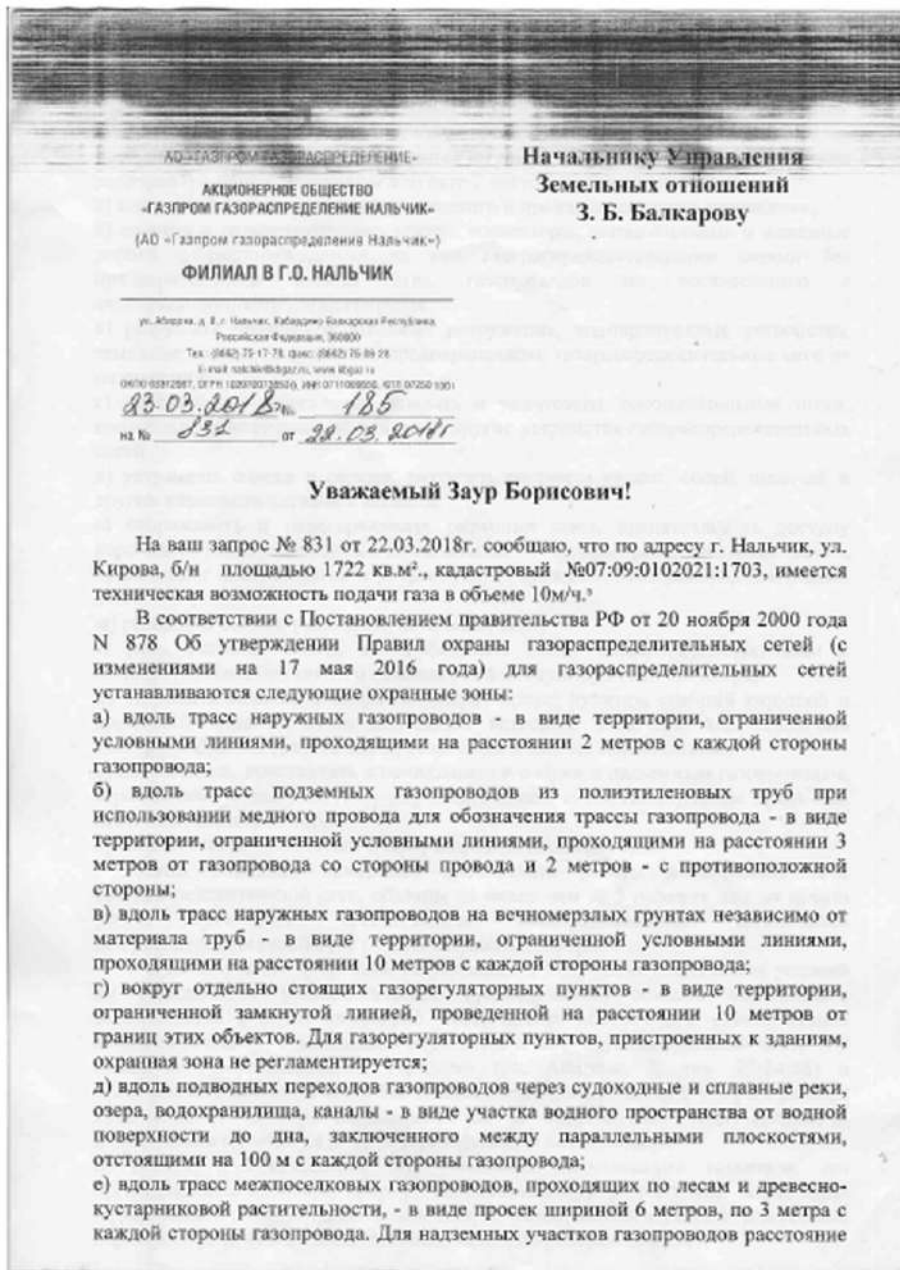 АО «ГАЗПРОМ ГАЗОРАСПРЕДЕЛЕНИЕ»
АКЦИОНЕРНОЕ ОБЩЕСТВО
«ГАЗПРОМ ГАЗОРАСПРЕДЕЛЕНИЕ НАЛЬЧИК»
(АО «Газпром газораспределение Нальчик»)
ФИЛИАЛ В Г.О. НАЛЬЧИК
г. Нальчик, Кабардино-Балкарская Республика,
Российская Федерация, 360000
23.03.2018г № 185
на № 831 от 22.03.2018г
Начальнику Управления
Земельных отношений
З. Б. Балкарову
Уважаемый Заур Борисович!
На ваш запрос № 831 от 22.03.2018г. сообщаю, что по адресу г. Нальчик, ул.
Кирова, б/н площадью 1722 кв.м²., кадастровый №07:09:0102021:1703, имеется
техническая возможность подачи газа в объеме 10м/ч.³
В соответствии с Постановлением правительства РФ от 20 ноября 2000 года
N 878 Об утверждении Правил охраны газораспределительных сетей (с
изменениями на 17 мая 2016 года) для газораспределительных сетей
устанавливаются следующие охранные зоны:
а) вдоль трасс наружных газопроводов - в виде территории, ограниченной
условными линиями, проходящими на расстоянии 2 метров с каждой стороны
газопровода;
б) вдоль трасс подземных газопроводов из полиэтиленовых труб при
использовании медного провода для обозначения трассы газопровода - в виде
территории, ограниченной условными линиями, проходящими на расстоянии 3
метров от газопровода со стороны провода и 2 метров - с противоположной
стороны;
в) вдоль трасс наружных газопроводов на вечномерзлых грунтах независимо от
материала труб - в виде территории, ограниченной условными линиями,
проходящими на расстоянии 10 метров с каждой стороны газопровода;
г) вокруг отдельно стоящих газорегуляторных пунктов - в виде территории,
ограниченной замкнутой линией, проведенной на расстоянии 10 метров от
границ этих объектов. Для газорегуляторных пунктов, пристроенных к зданиям,
охранная зона не регламентируется;
д) вдоль подводных переходов газопроводов через судоходные и сплавные реки,
озера, водохранилища, каналы - в виде участка водного пространства от водной
поверхности до дна, заключенного между параллельными плоскостями,
отстоящими на 100 м с каждой стороны газопровода;
е) вдоль трасс межпоселковых газопроводов, проходящих по лесам и древесно-
кустарниковой растительности, - в виде просек шириной 6 метров, по 3 метра с
каждой стороны газопровода. Для надземных участков газопроводов расстояние